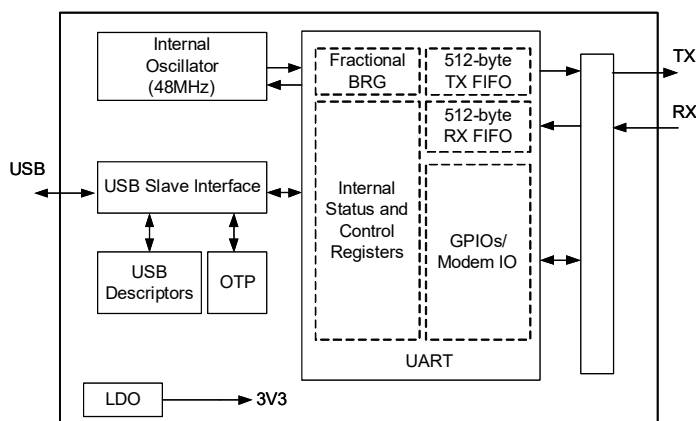 Internal
Oscillator
(48MHz)
Fractional
BRG
512-byte
TX FIFO
TX
512-byte
RX FIFO
RX
USB
USB Slave Interface
Internal
Status and
Control
Registers
GPIOs/
Modem IO
USB
Descriptors
OTP
UART
LDO
3V3